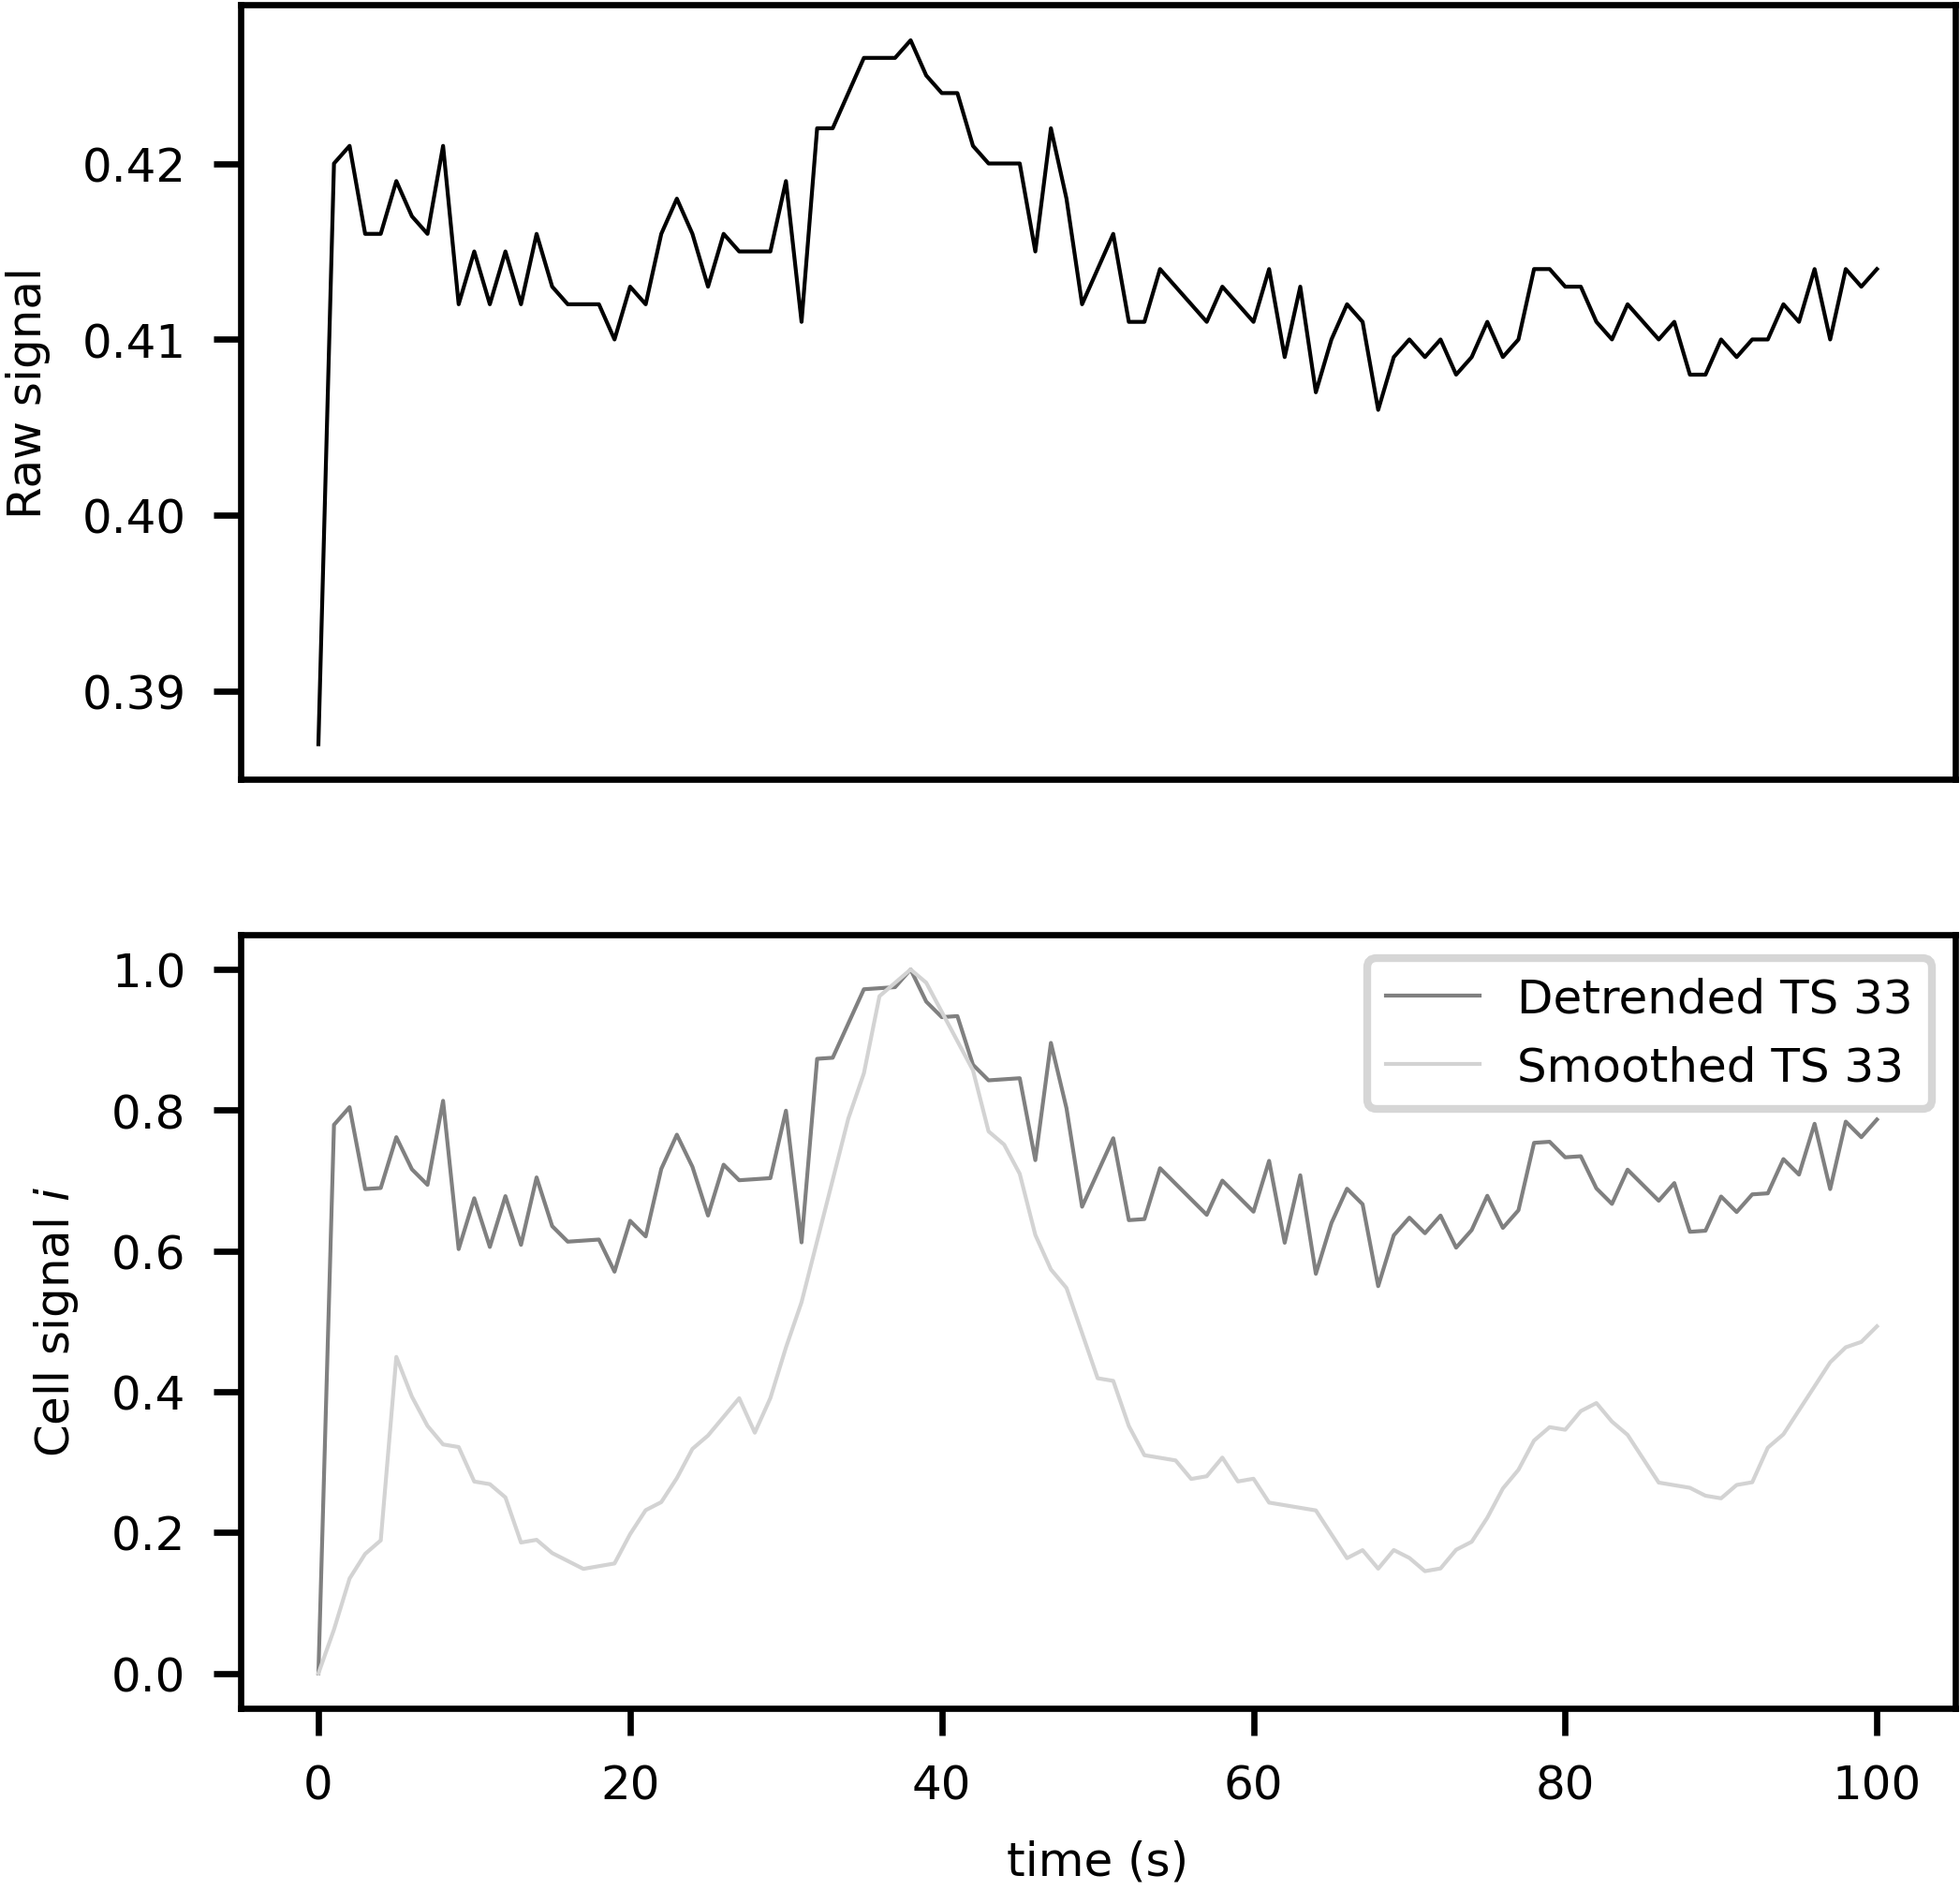 Raw signal
0.42
0.41
0.40
0.39
Cell signal i
1.0
0.8
0.6
0.4
0.2
0.0
Detrended TS 33
Smoothed TS 33
0 20 40 60 80 100
time (s)